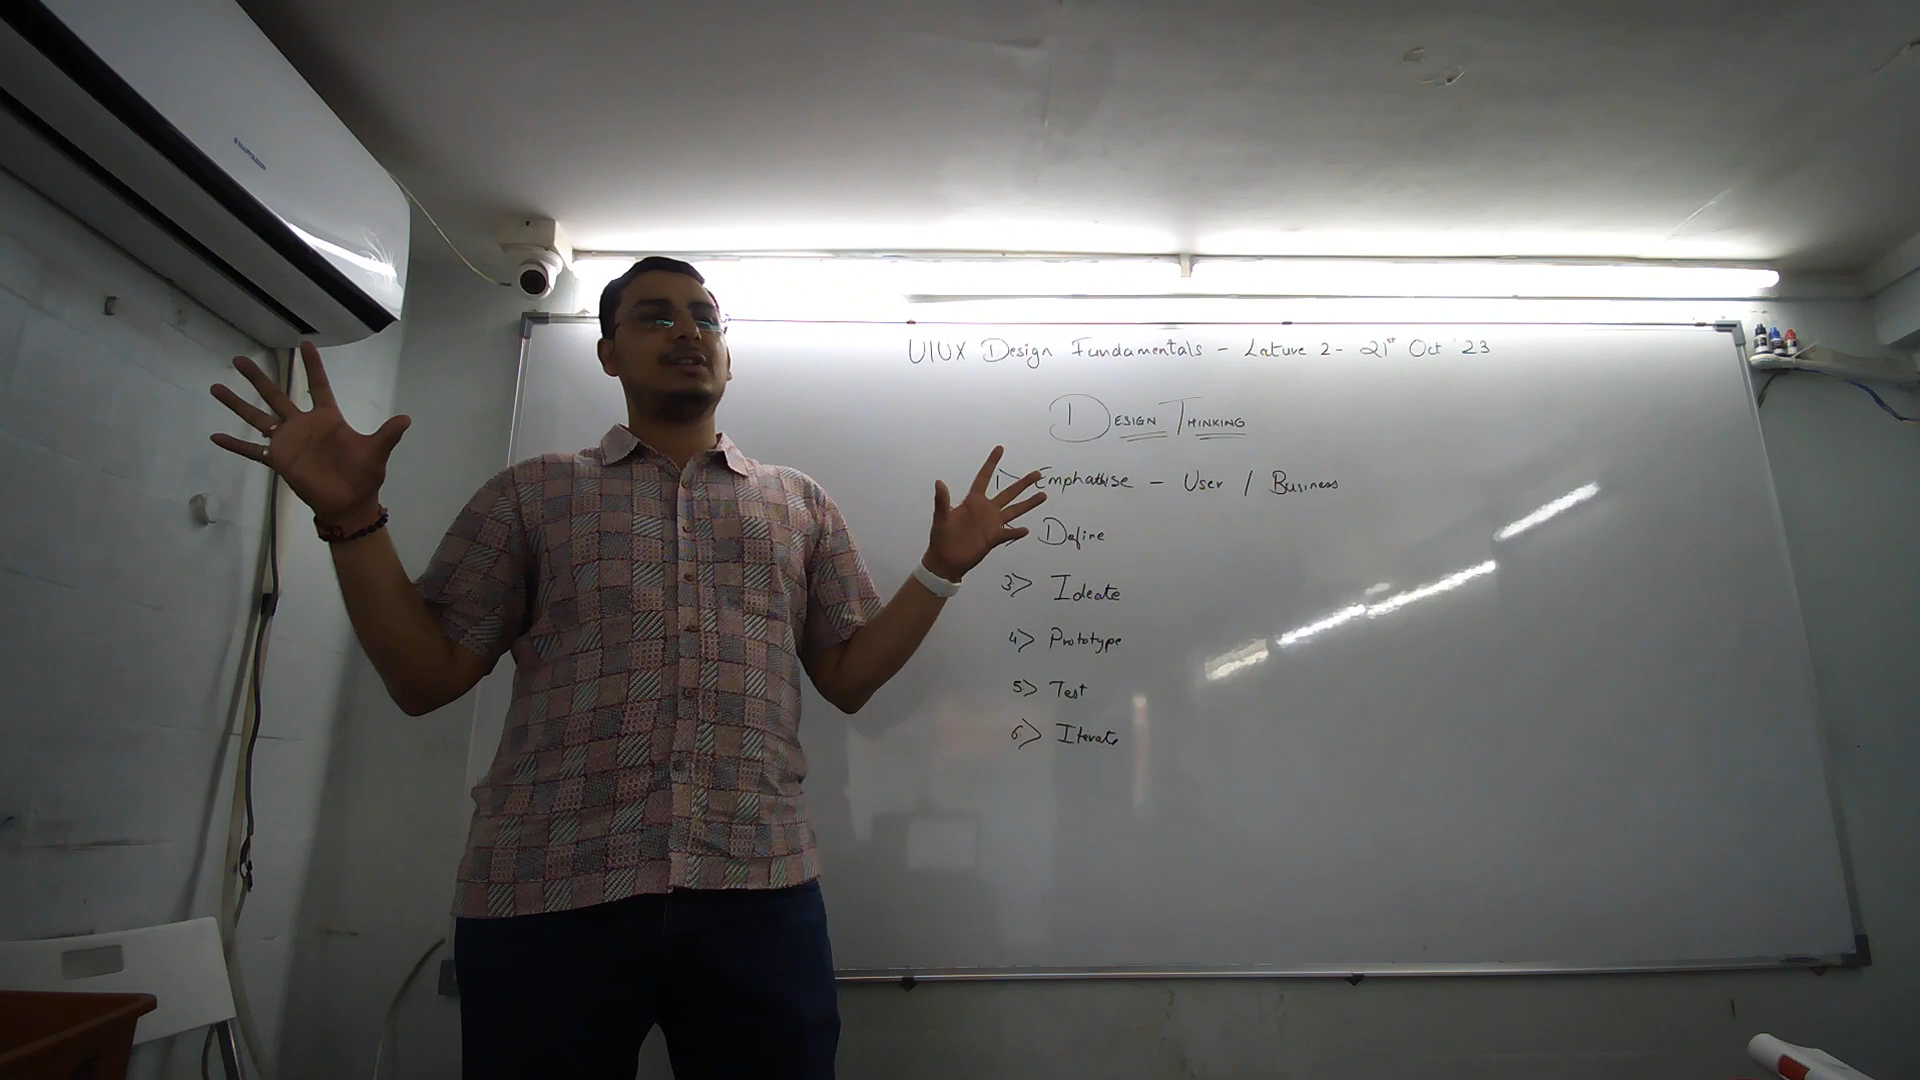 UIUX Design Fundamentals - Lature 2 - 21st Oct '23
DESIGN THINKING
1> Emphathise - User / Business
Define
3> Ideate
4> Prototype
5> Test
6> Iterate